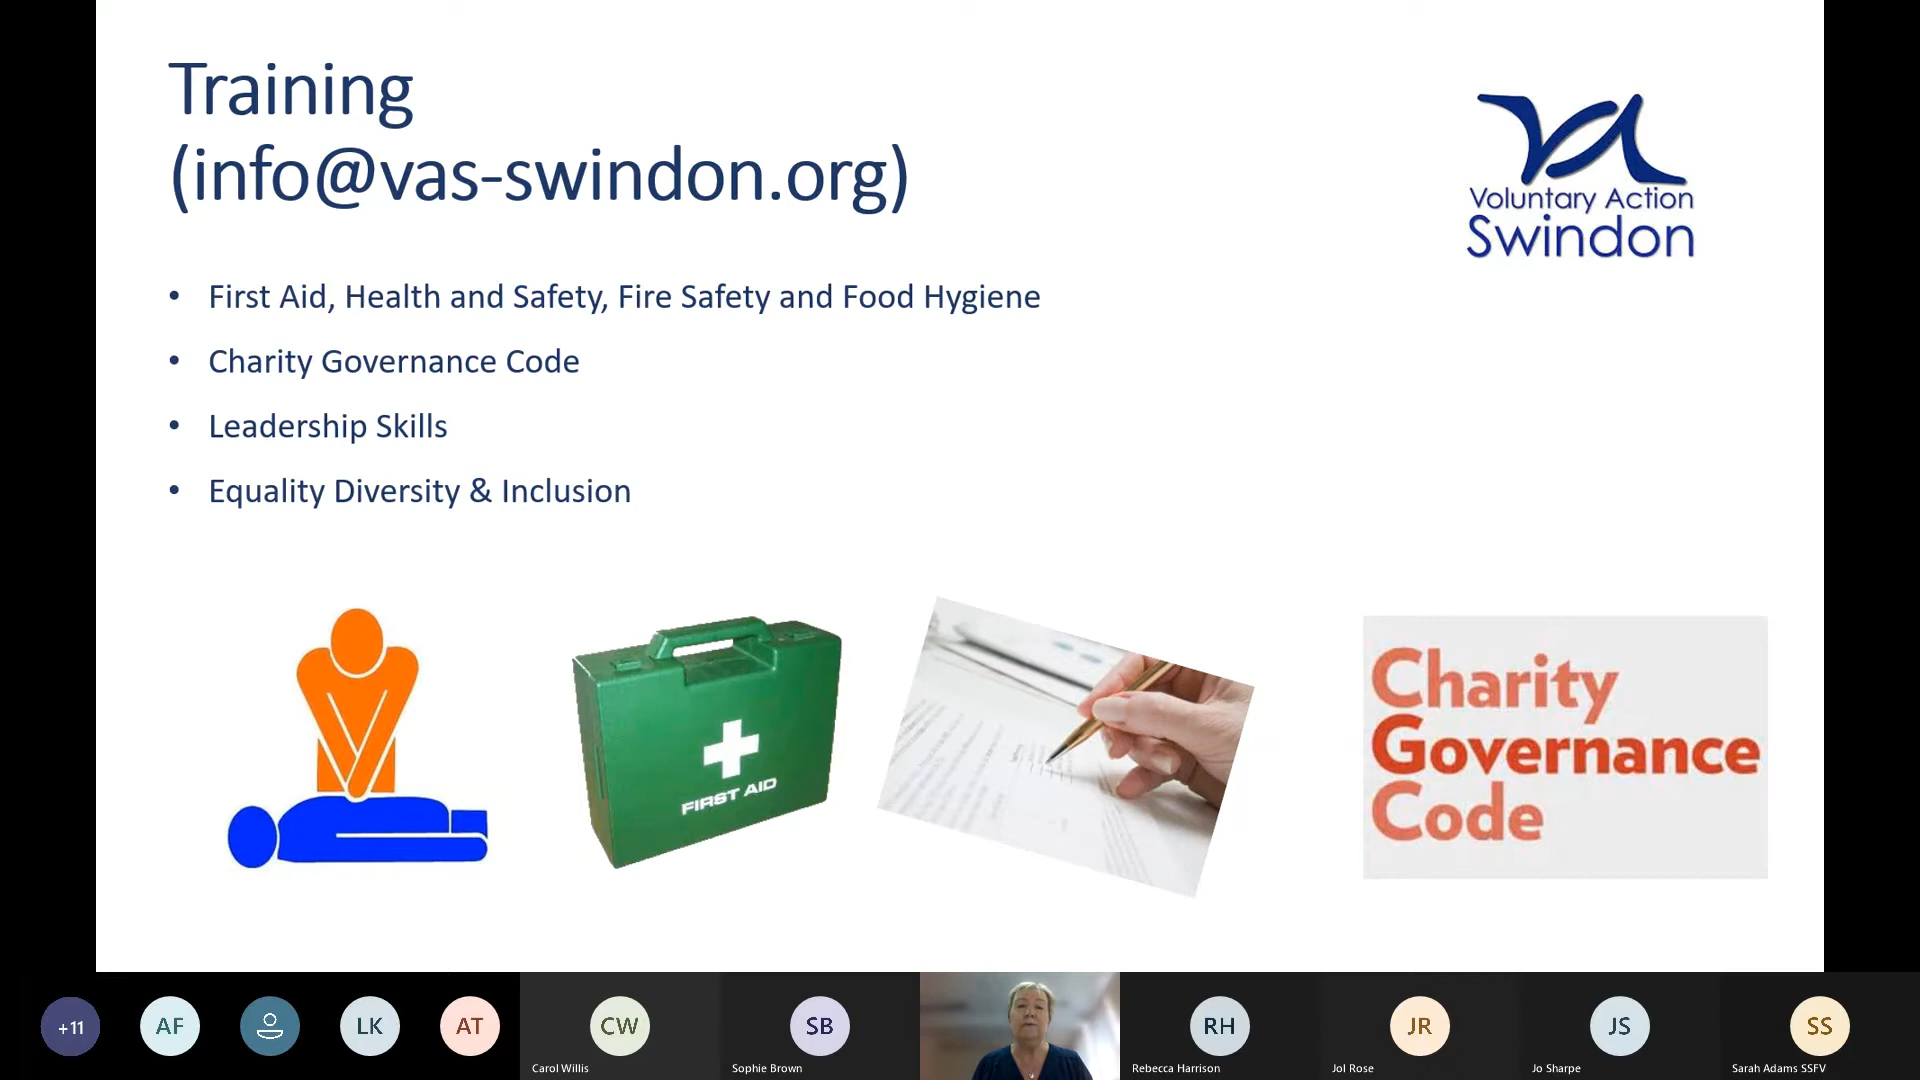 Training
(info@vas-swindon.org)
Voluntary Action
Swindon
• First Aid, Health and Safety, Fire Safety and Food Hygiene
• Charity Governance Code
• Leadership Skills
• Equality Diversity & Inclusion
FIRST AID
Charity
Governance
Code
+11
AF
LK
AT
CW
SB
RH
JR
JS
SS
Carol Willis
Sophie Brown
Rebecca Harrison
Jol Rose
Jo Sharpe
Sarah Adams SSFV